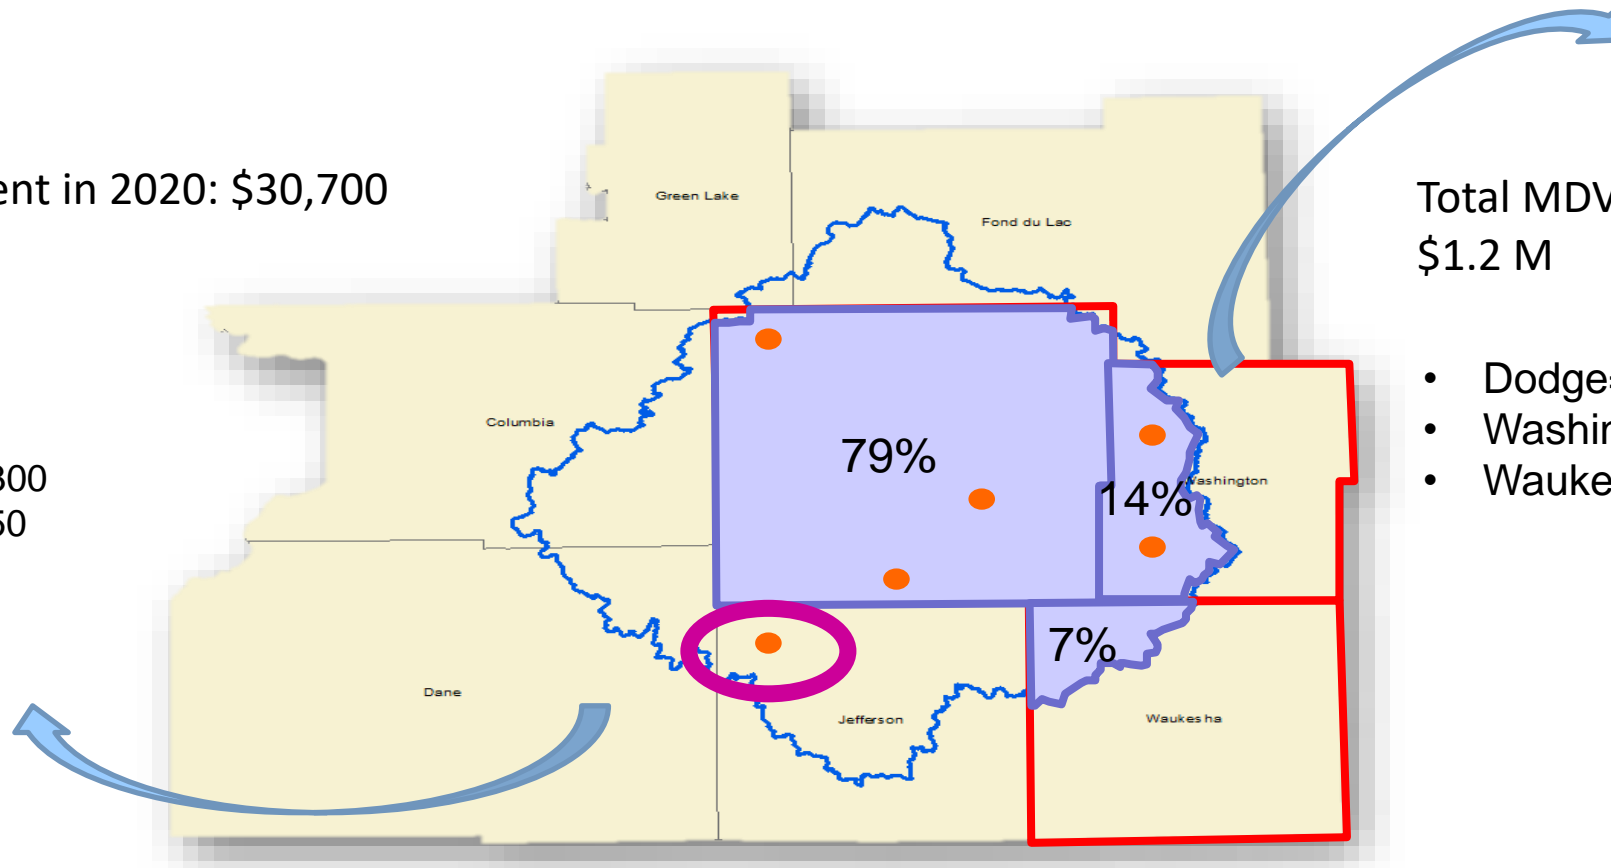 ent in 2020: $30,700
Total MDV
$1.2 M
Green Lake
Fond du Lac
Columbia
79%
14%
Washington
7%
Dane
Jefferson
Waukesha
300
50
• Dodge
• Washin
• Wauke